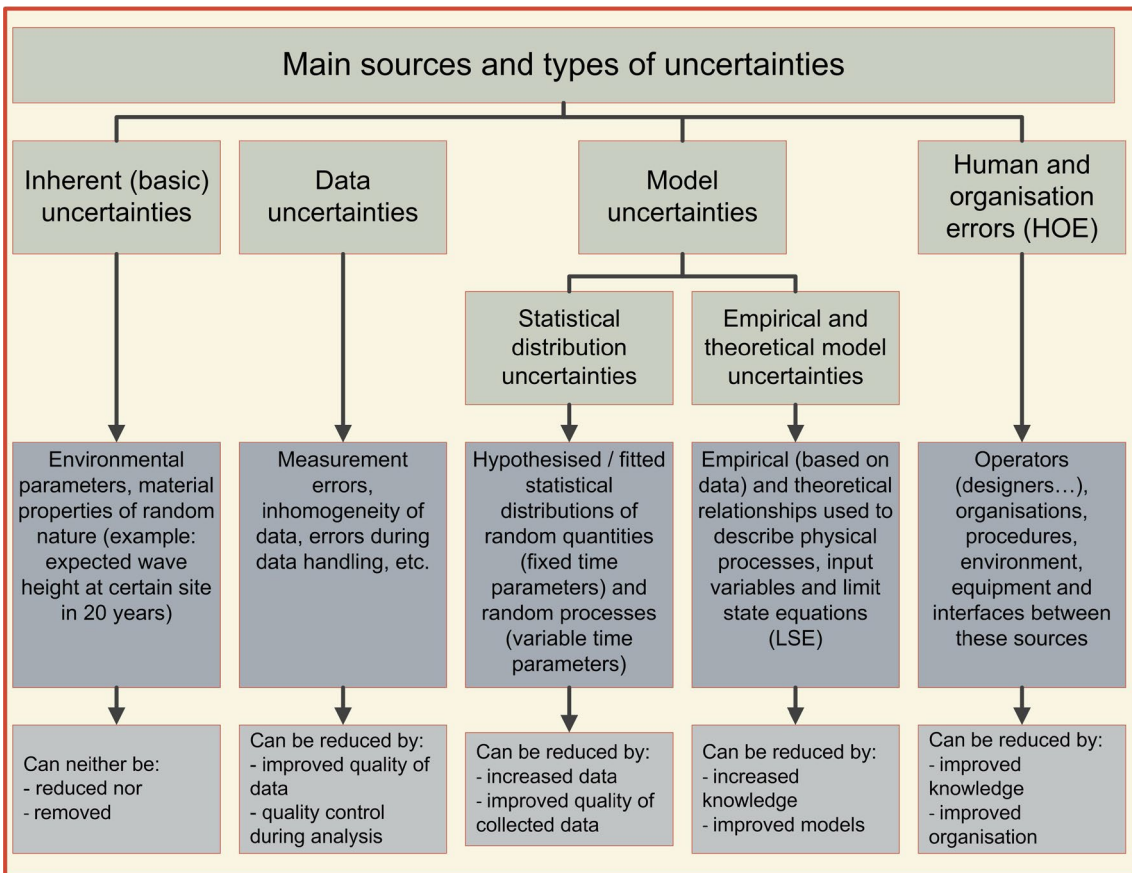 Main sources and types of uncertainties
Inherent (basic)
uncertainties
Data
uncertainties
Model
uncertainties
Human and
organisation
errors (HOE)
Statistical
distribution
uncertainties
Empirical and
theoretical model
uncertainties
Environmental
parameters, material
properties of random
nature (example:
expected wave
height at certain site
in 20 years)
Measurement
errors,
inhomogeneity of
data, errors during
data handling, etc.
Hypothesised / fitted
statistical
distributions of
random quantities
(fixed time
parameters) and
random processes
(variable time
parameters)
Empirical (based on
data) and theoretical
relationships used to
describe physical
processes, input
variables and limit
state equations
(LSE)
Operators
(designers…),
organisations,
procedures,
environment,
equipment and
interfaces between
these sources
Can neither be:
- reduced nor
- removed
Can be reduced by:
- improved quality of
data
- quality control
during analysis
Can be reduced by:
- increased data
- improved quality of
collected data
Can be reduced by:
- increased
knowledge
- improved models
Can be reduced by:
- improved
knowledge
- improved
organisation